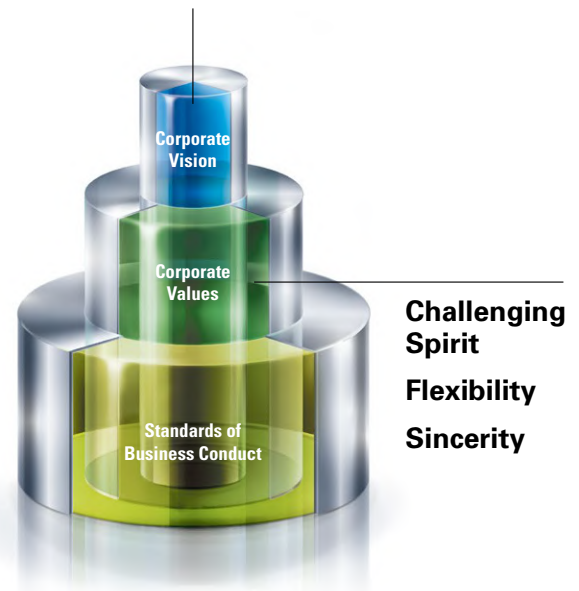 Corporate
Vision
Corporate
Values
Challenging
Spirit
Flexibility
Sincerity
Standards of
Business Conduct